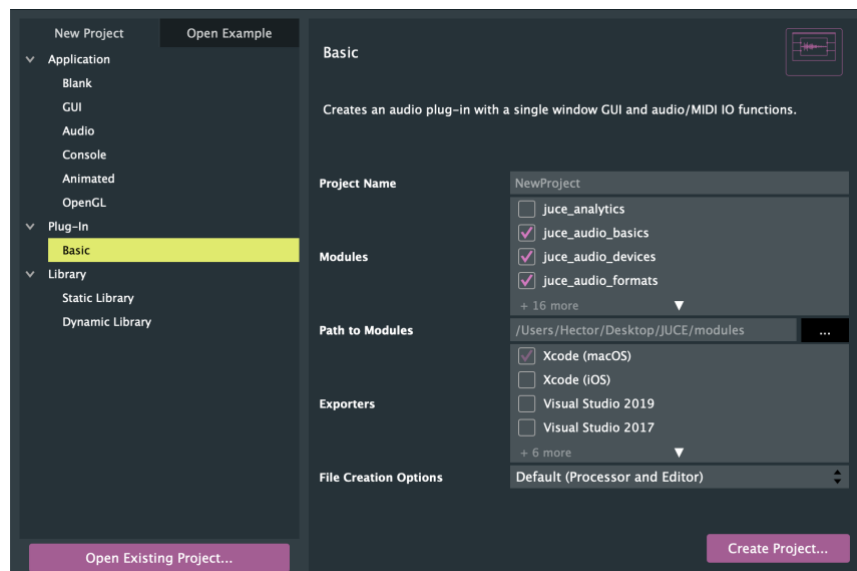 New Project
Open Example
Application
Blank
GUI
Audio
Console
Animated
OpenGL
Plug-In
Basic
Library
Static Library
Dynamic Library
Open Existing Project...
Basic
Creates an audio plug-in with a single window GUI and audio/MIDI IO functions.
Project Name
NewProject
Modules
juce_analytics
juce_audio_basics
juce_audio_devices
juce_audio_formats
+ 16 more
Path to Modules
/Users/Hector/Desktop/JUCE/modules
...
Exporters
Xcode (macOS)
Xcode (iOS)
Visual Studio 2019
Visual Studio 2017
+ 6 more
File Creation Options
Default (Processor and Editor)
Create Project...